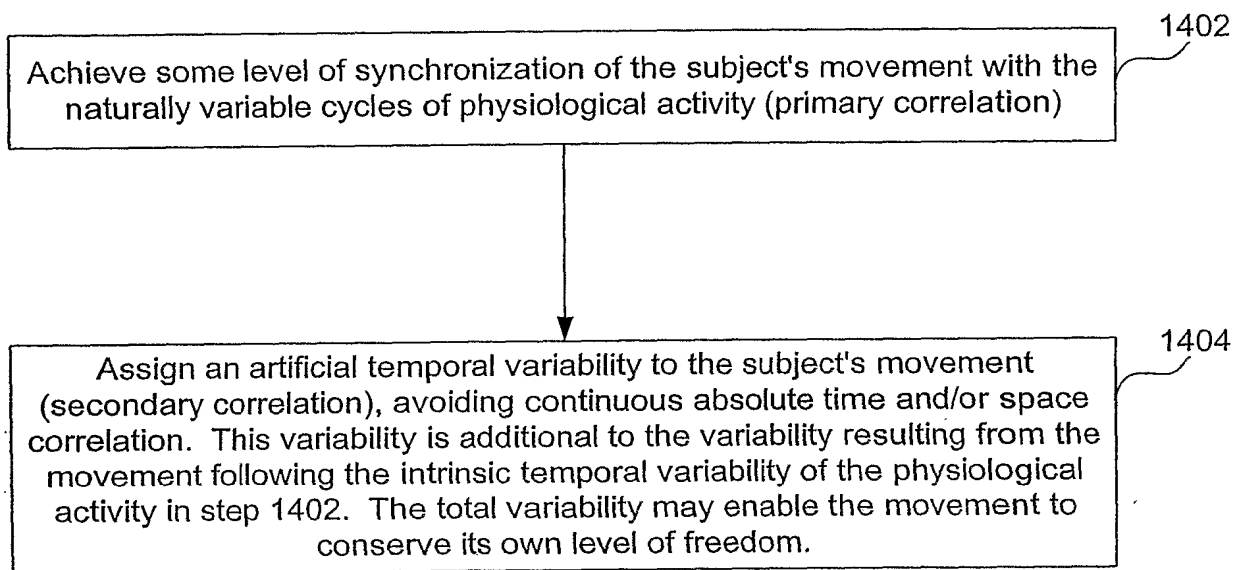 1402
Achieve some level of synchronization of the subject's movement with the
naturally variable cycles of physiological activity (primary correlation)
1404
Assign an artificial temporal variability to the subject's movement
(secondary correlation), avoiding continuous absolute time and/or space
correlation. This variability is additional to the variability resulting from the
movement following the intrinsic temporal variability of the physiological
activity in step 1402. The total variability may enable the movement to
conserve its own level of freedom.